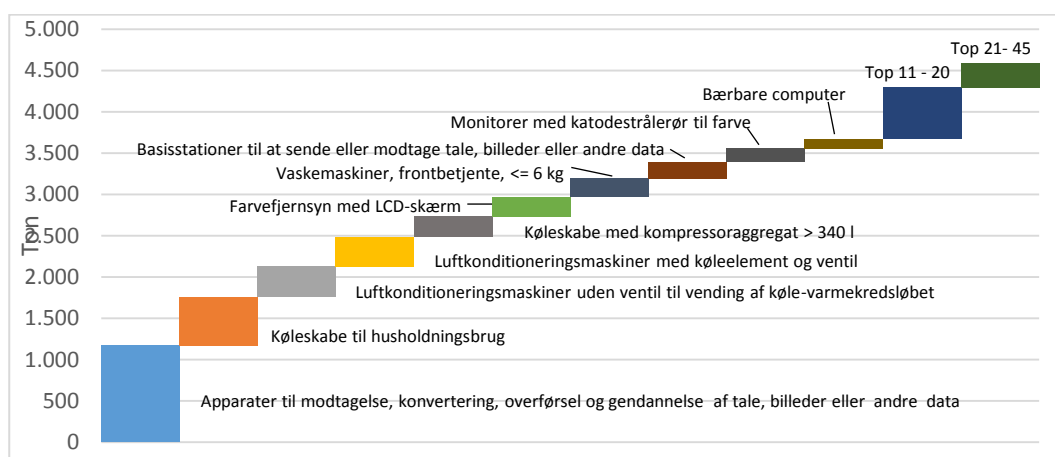 5.000
Top 21- 45
4.500
Top 11 - 20
Bærbare computer
4.000
Monitorer med katodestrålerør til farve
3.500
Basisstationer til at sende eller modtage tale, billeder eller andre data
Vaskemaskiner, frontbetjente, <= 6 kg
3.000
Farvefjernsyn med LCD-skærm
2.500
Køleskabe med kompressoraggregat > 340 l
Ton
Luftkonditioneringsmaskiner med køleelement og ventil
2.000
Luftkonditioneringsmaskiner uden ventil til vending af køle-varmekredsløbet
1.500
Køleskabe til husholdningsbrug
1.000
500
Apparater til modtagelse, konvertering, overførsel og gendannelse af tale, billeder eller andre data
0